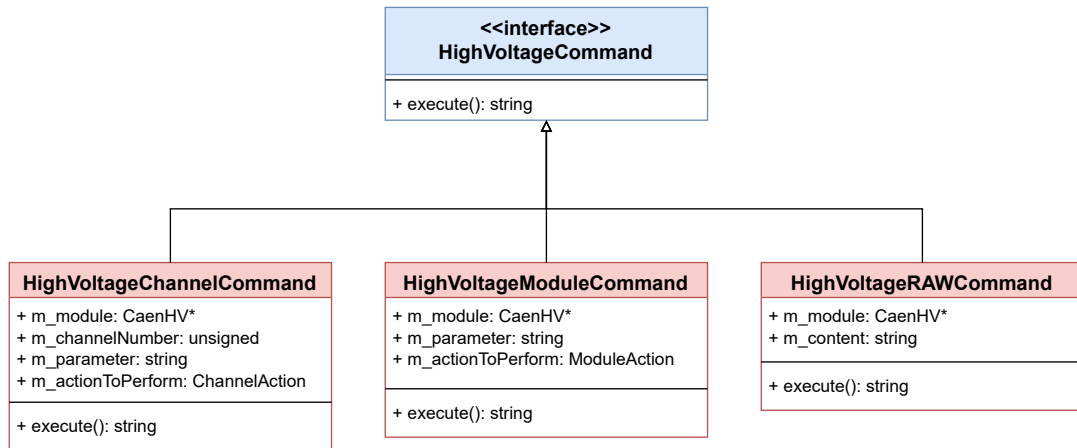 <<interface>>
HighVoltageCommand
+ execute(): string
HighVoltageChannelCommand
+ m_module: CaenHV*
+ m_channelNumber: unsigned
+ m_parameter: string
+ m_actionToPerform: ChannelAction
+ execute(): string
HighVoltageModuleCommand
+ m_module: CaenHV*
+ m_parameter: string
+ m_actionToPerform: ModuleAction
+ execute(): string
HighVoltageRAWCommand
+ m_module: CaenHV*
+ m_content: string
+ execute(): string